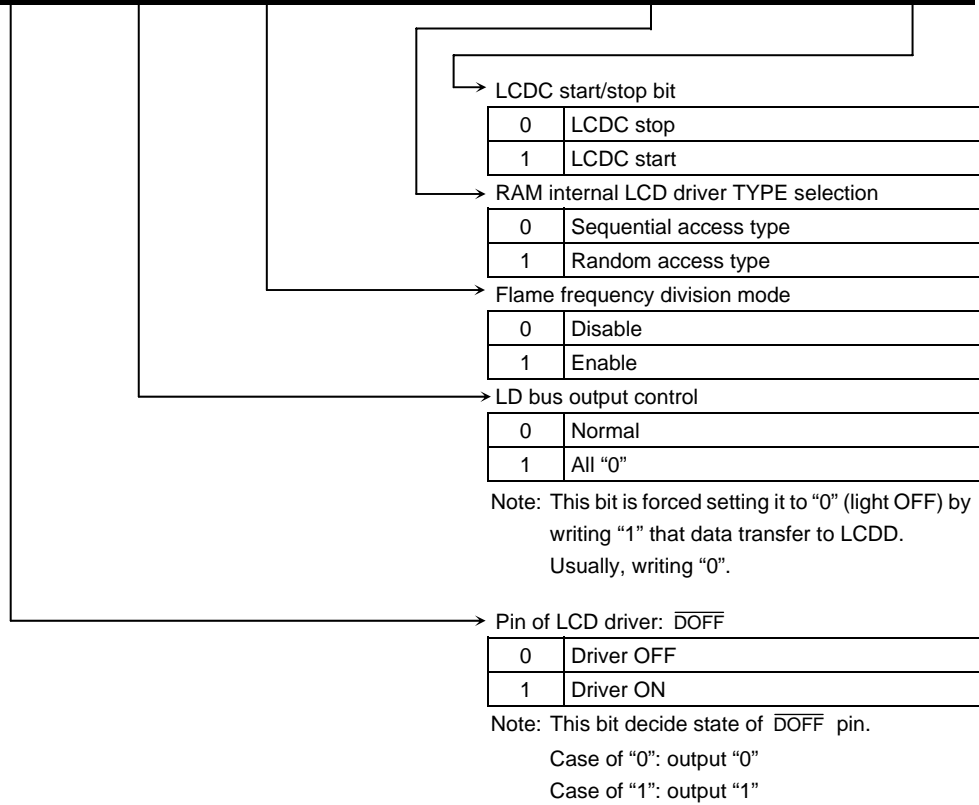 LCDC start/stop bit
0 LCDC stop
1 LCDC start
RAM internal LCD driver TYPE selection
0 Sequential access type
1 Random access type
Flame frequency division mode
0 Disable
1 Enable
LD bus output control
0 Normal
1 All “0”
Note: This bit is forced setting it to “0” (light OFF) by
writing “1” that data transfer to LCDD.
Usually, writing “0”.
Pin of LCD driver: D̅O̅F̅F̅
0 Driver OFF
1 Driver ON
Note: This bit decide state of D̅O̅F̅F̅ pin.
Case of “0”: output “0”
Case of “1”: output “1”